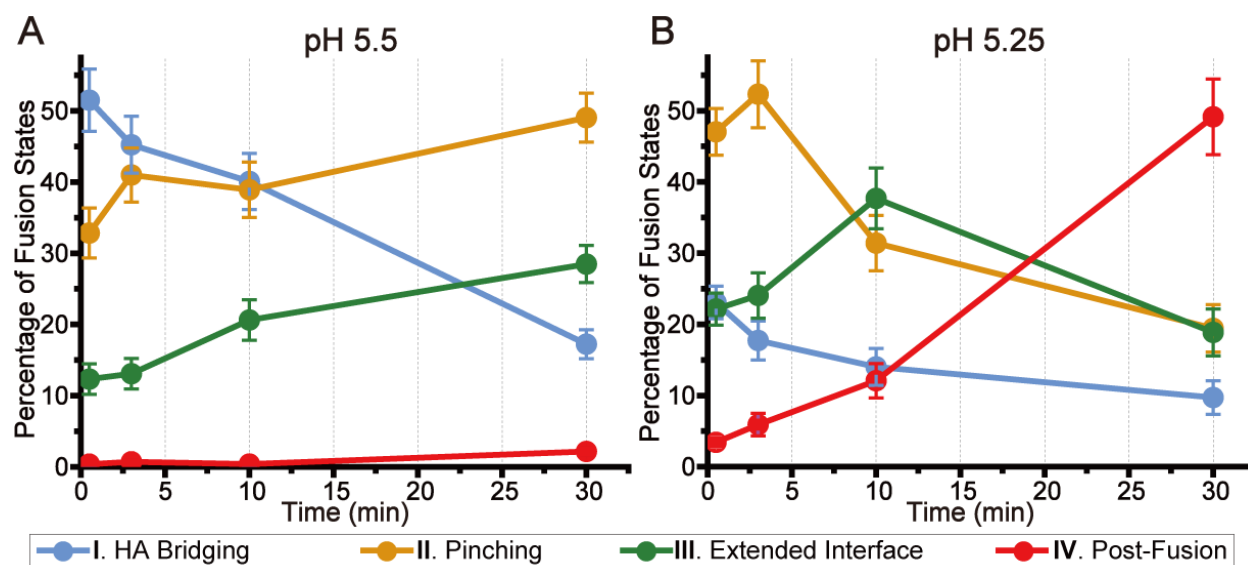 A
pH 5.5
Percentage of Fusion States
50
40
30
20
10
0
0 5 10 15 20 25 30
Time (min)
B
pH 5.25
Percentage of Fusion States
50
40
30
20
10
0
0 5 10 15 20 25 30
Time (min)
I. HA Bridging II. Pinching III. Extended Interface IV. Post-Fusion